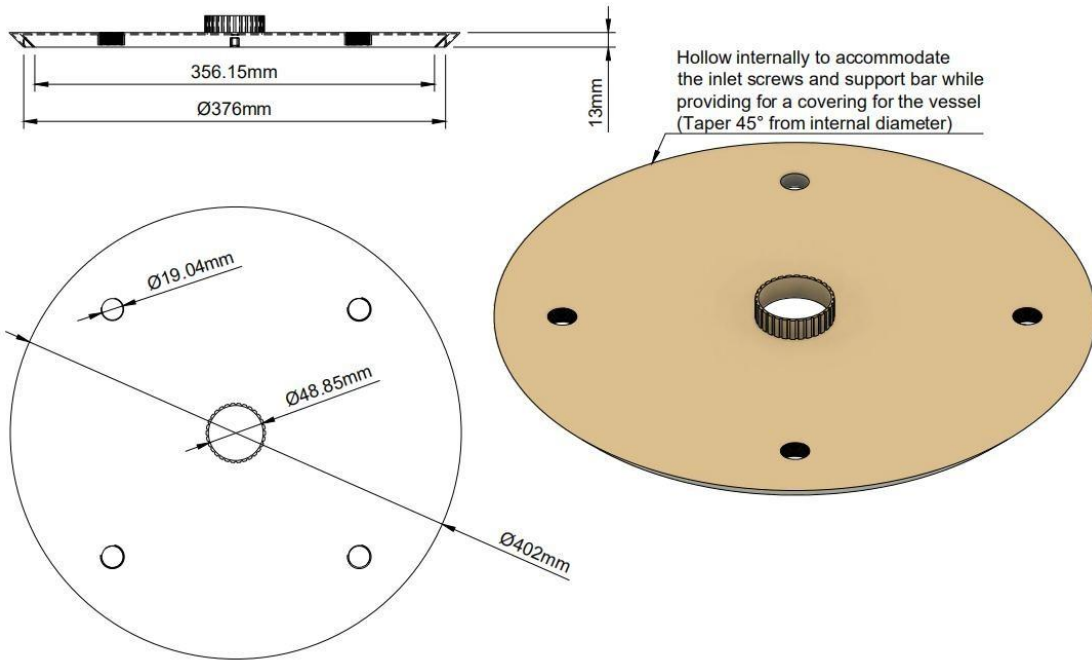 356.15mm
Ø376mm
13mm
Hollow internally to accommodate
the inlet screws and support bar while
providing for a covering for the vessel
(Taper 45° from internal diameter)
Ø19.04mm
Ø48.85mm
Ø402mm